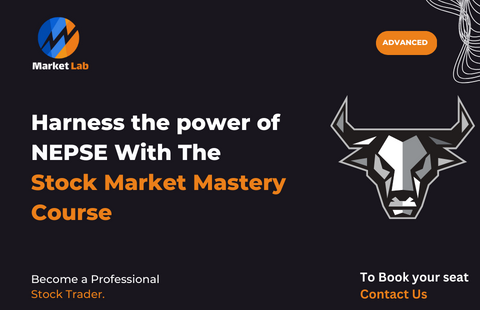 Market Lab
ADVANCED
Harness the power of
NEPSE With The
Stock Market Mastery
Course
Become a Professional
Stock Trader.
To Book your seat
Contact Us